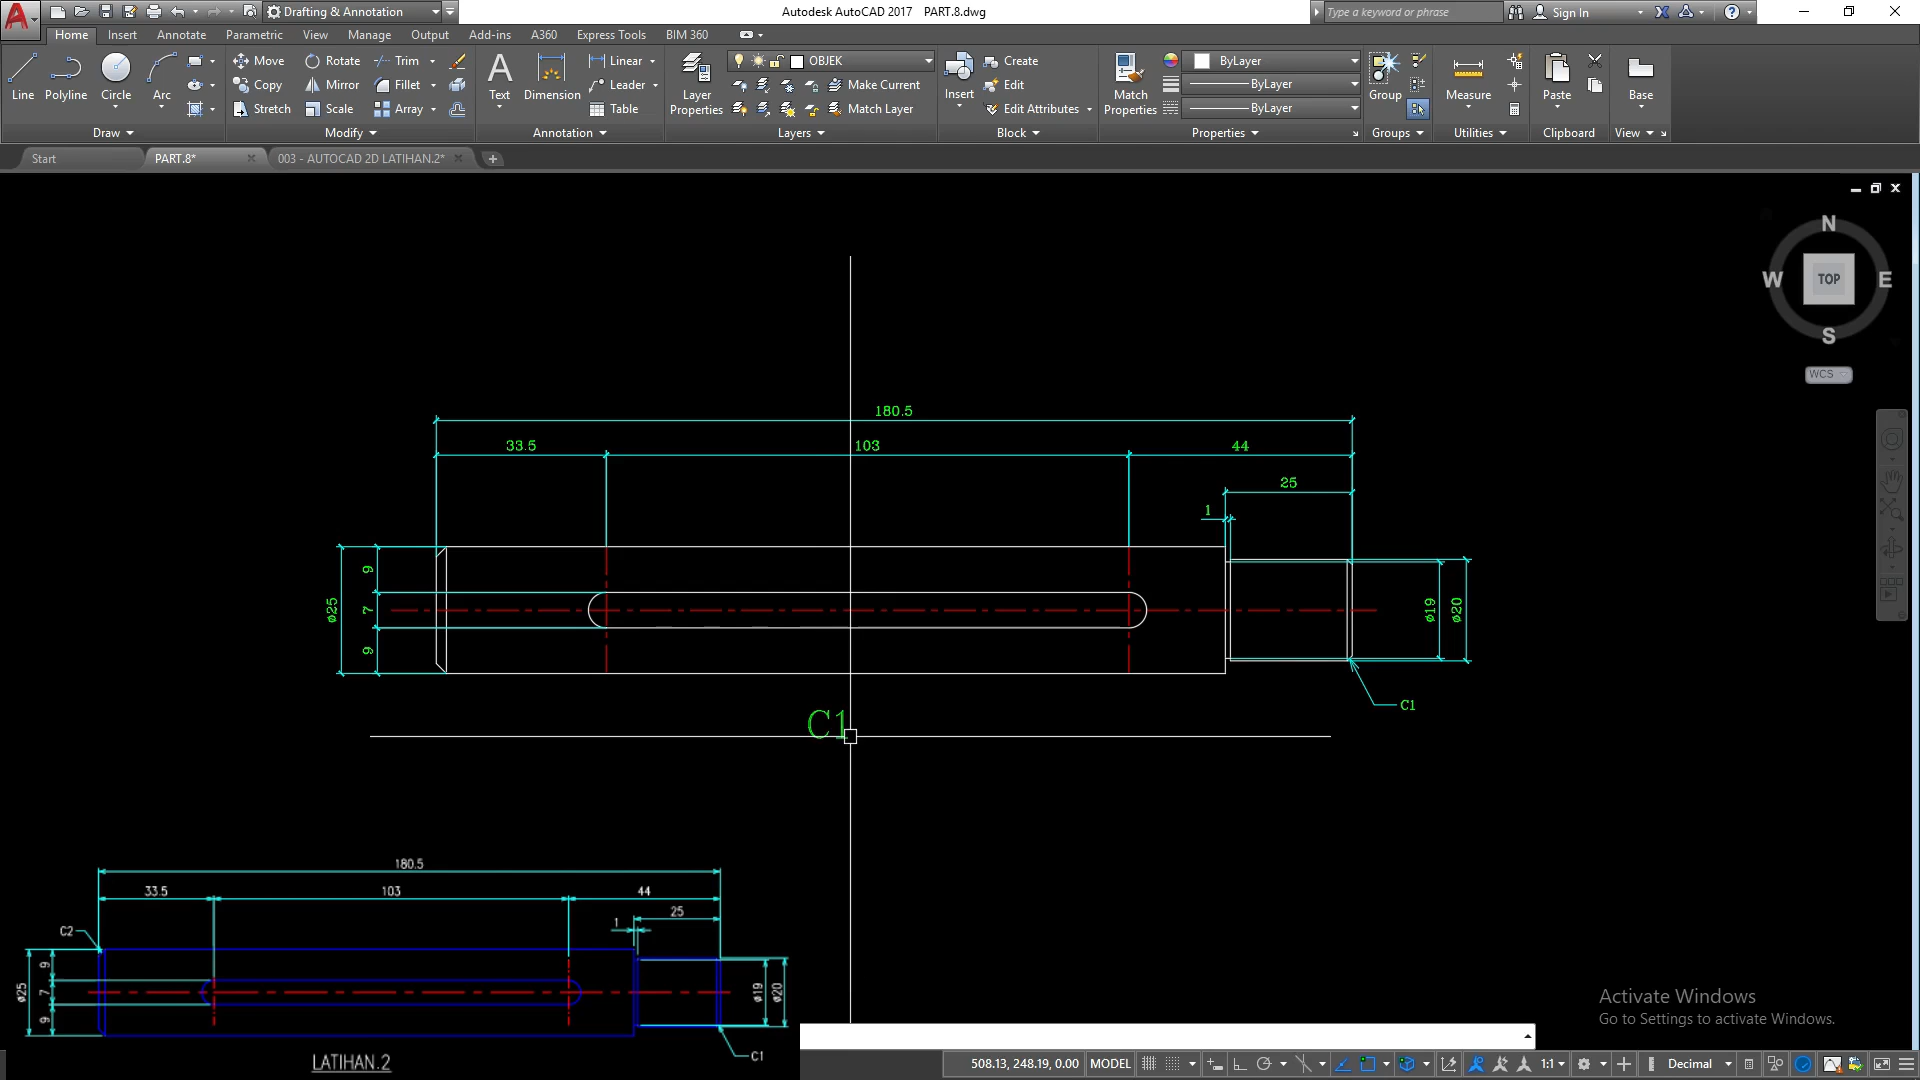 Drafting & Annotation
Autodesk AutoCAD 2017 PART.8.dwg
Type a keyword or phrase
Sign In
Home Insert Annotate Parametric View Manage Output Add-ins A360 Express Tools BIM 360
Line Polyline Circle Arc
Move Rotate Trim
Copy Mirror Fillet
Stretch Scale Array
Text Dimension
Linear
Leader
Table
Layer Properties
OBJEK
Make Current
Match Layer
Insert
Create
Edit
Edit Attributes
Match Properties
ByLayer
ByLayer
ByLayer
Group
Measure
Paste
Base
Draw Modify Annotation Layers Block Properties Groups Utilities Clipboard View
Start PART.8* 003 - AUTOCAD 2D LATIHAN.2*
N
W TOP E
S
WCS
180.5
33.5 103 44
25
1
9
ø25 7 ø19 ø20
9
C1
C1
180.5
33.5 103 44
25
1
C2
9
ø25 7 ø19 ø20
9
C1
LATIHAN.2
Activate Windows
Go to Settings to activate Windows.
508.13, 248.19, 0.00 MODEL 1:1 Decimal